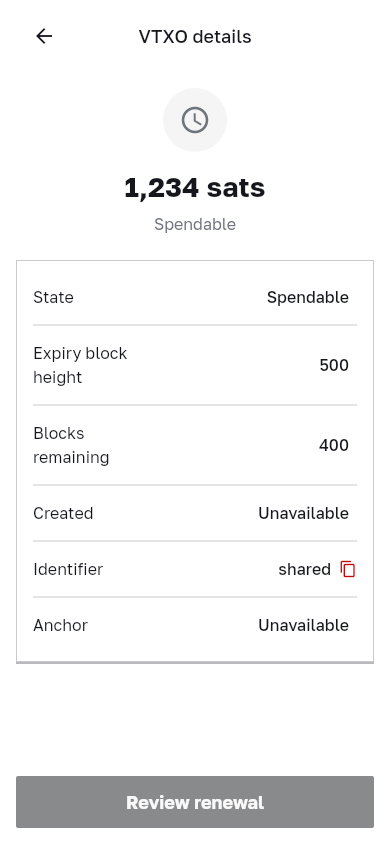 VTXO details
1,234 sats
Spendable
State Spendable
Expiry block
height 500
Blocks
remaining 400
Created Unavailable
Identifier shared
Anchor Unavailable
Review renewal